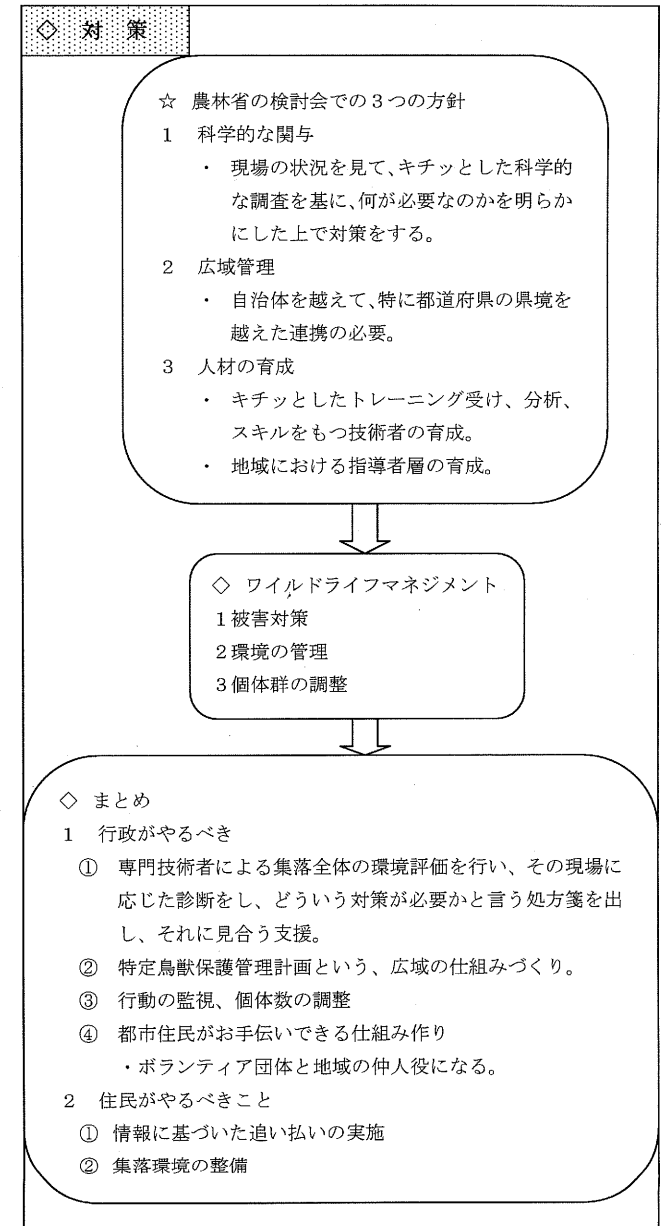 ◇ 対 策
☆ 農林省の検討会での3つの方針
1 科学的な関与
・ 現場の状況を見て、キチッとした科学的
な調査を基に、何が必要なのかを明らか
にした上で対策をする。
2 広域管理
・ 自治体を越えて、特に都道府県の県境を
越えた連携の必要。
3 人材の育成
・ キチッとしたトレーニング受け、分析、
スキルをもつ技術者の育成。
・ 地域における指導者層の育成。
◇ ワイルドライフマネジメント
1被害対策
2環境の管理
3個体群の調整
◇ まとめ
1 行政がやるべき
① 専門技術者による集落全体の環境評価を行い、その現場に
応じた診断をし、どういう対策が必要かと言う処方箋を出
し、それに見合う支援。
② 特定鳥獣保護管理計画という、広域の仕組みづくり。
③ 行動の監視、個体数の調整
④ 都市住民がお手伝いできる仕組み作り
・ボランティア団体と地域の仲人役になる。
2 住民がやるべきこと
① 情報に基づいた追い払いの実施
② 集落環境の整備